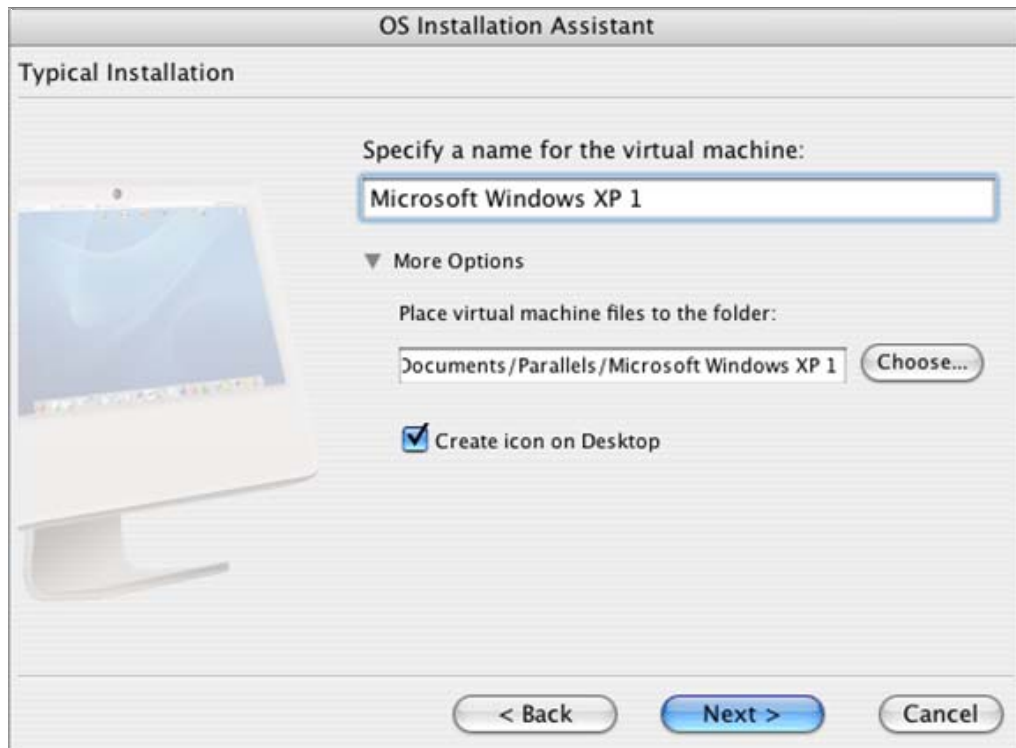 OS Installation Assistant
Typical Installation
Specify a name for the virtual machine:
Microsoft Windows XP 1
More Options
Place virtual machine files to the folder:
Documents/Parallels/Microsoft Windows XP 1
Choose...
Create icon on Desktop
< Back
Next >
Cancel